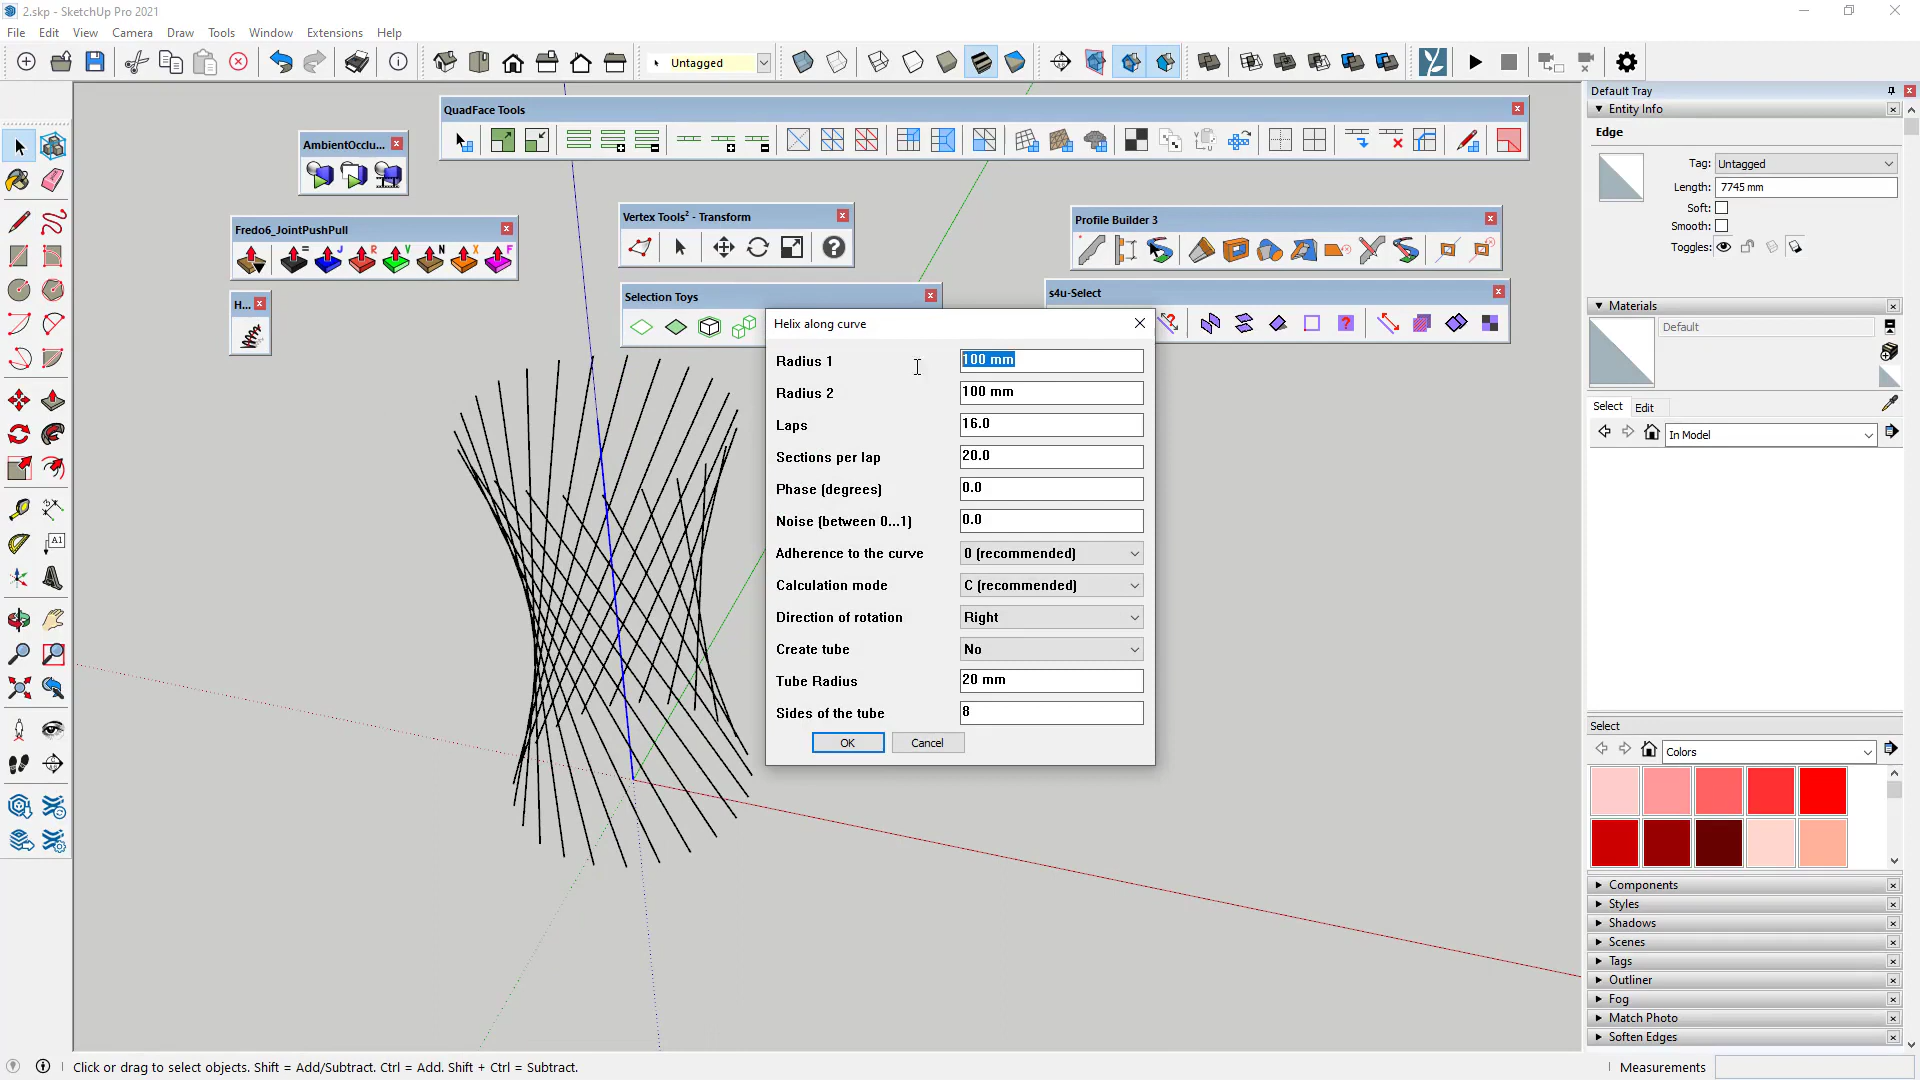 2.skp - SketchUp Pro 2021
File Edit View Camera Draw Tools Window Extensions Help
Untagged
Default Tray
Entity Info
QuadFace Tools
Edge
AmbientOcclu...
Tag: Untagged
Length: 7745 mm
Soft:
Smooth:
Toggles:
Vertex Tools² - Transform
Profile Builder 3
Fredo6_JointPushPull
= J R V N X F
H...
Selection Toys
s4u-Select
Materials
Default
Helix along curve
Radius 1 100 mm
Radius 2 100 mm
Laps 16.0
Sections per lap 20.0
Phase (degrees) 0.0
Noise (between 0...1) 0.0
Adherence to the curve 0 (recommended)
Calculation mode C (recommended)
Direction of rotation Right
Create tube No
Tube Radius 20 mm
Sides of the tube 8
OK Cancel
Select Edit
In Model
A1
Select
Colors
Components
Styles
Shadows
Scenes
Tags
Outliner
Fog
Match Photo
Soften Edges
Click or drag to select objects. Shift = Add/Subtract. Ctrl = Add. Shift + Ctrl = Subtract.
Measurements